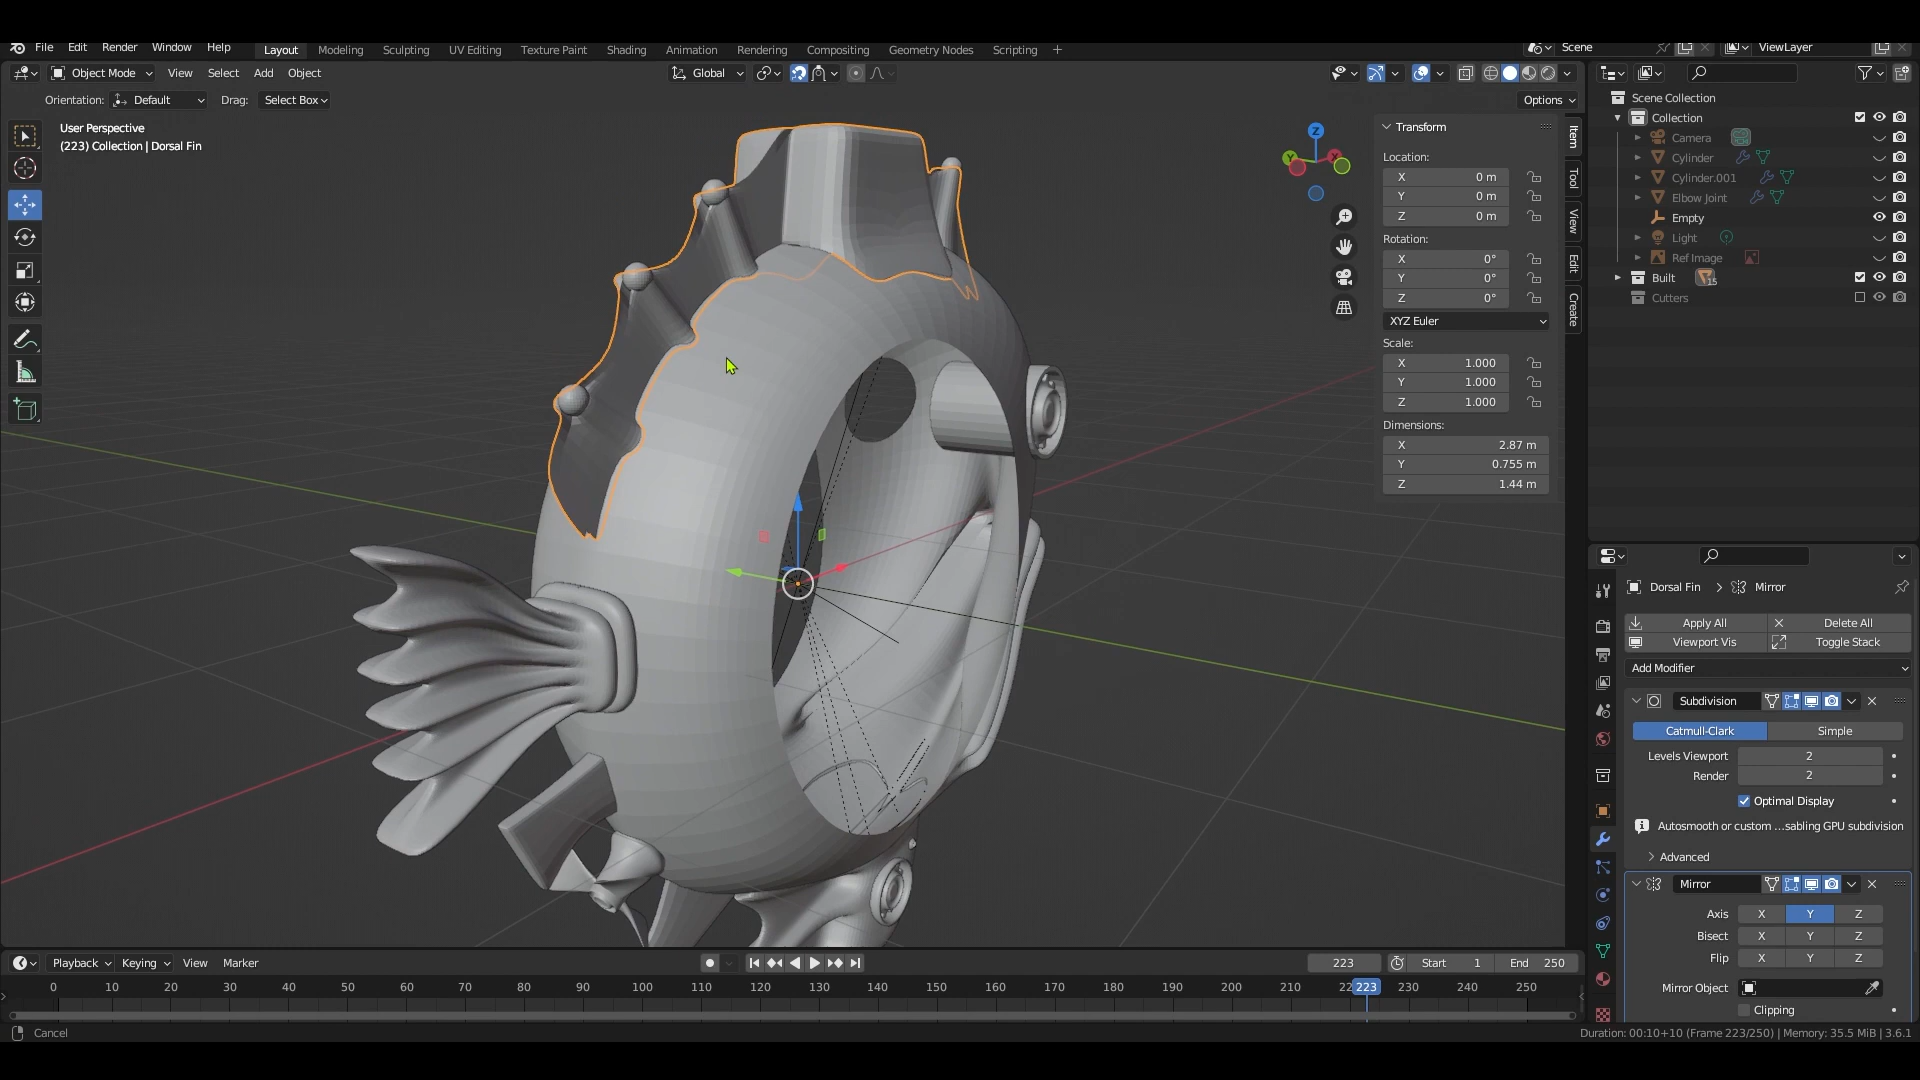 File Edit Render Window Help Layout Modeling Sculpting UV Editing Texture Paint Shading Animation Rendering Compositing Geometry Nodes Scripting Scene ViewLayer
Object Mode View Select Add Object Global
Orientation: Default Drag: Select Box Options
User Perspective
(223) Collection | Dorsal Fin
Z
Item
Tool
View
Edit
Create
Transform
Location:
X 0 m
Y 0 m
Z 0 m
Rotation:
X 0°
Y 0°
Z 0°
XYZ Euler
Scale:
X 1.000
Y 1.000
Z 1.000
Dimensions:
X 2.87 m
Y 0.755 m
Z 1.44 m
Scene Collection
Collection
Camera
Cylinder
Cylinder.001
Elbow Joint
Empty
Light
Ref Image
Built 15
Cutters
Dorsal Fin > Mirror
Apply All Delete All
Viewport Vis Toggle Stack
Add Modifier
Subdivision
Catmull-Clark Simple
Levels Viewport 2
Render 2
Optimal Display
Autosmooth or custom ...sabling GPU subdivision
Advanced
Mirror
Axis X Y Z
Bisect X Y Z
Flip X Y Z
Mirror Object
Clipping
Playback Keying View Marker 223 Start 1 End 250
0 10 20 30 40 50 60 70 80 90 100 110 120 130 140 150 160 170 180 190 200 210 22 223 230 240 250
Cancel Duration: 00:10+10 (Frame 223/250) | Memory: 35.5 MiB | 3.6.1